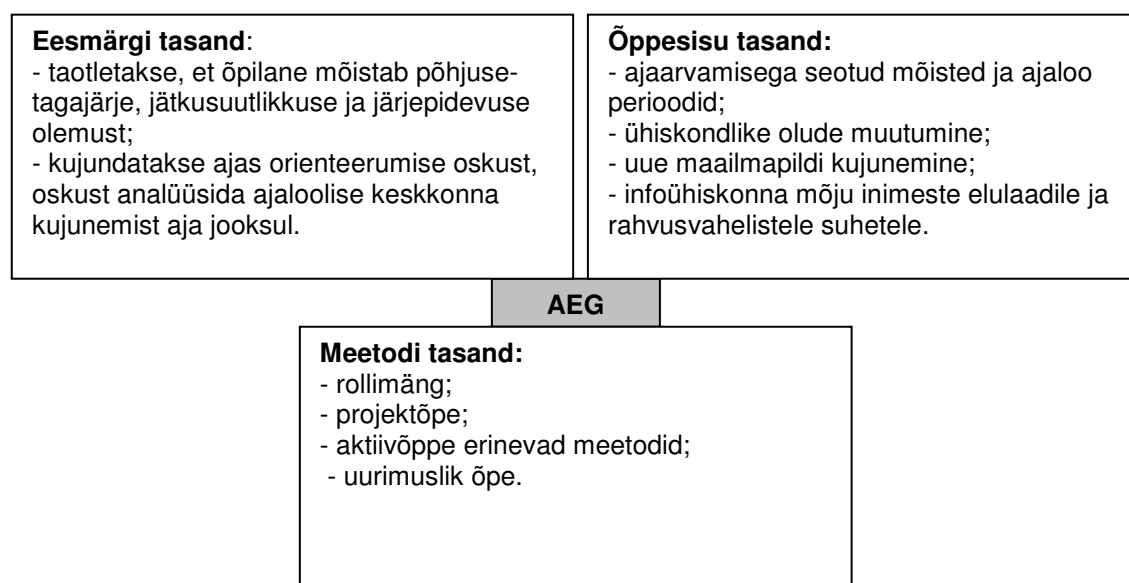 Eesmärgi tasand:
- taotletakse, et õpilane mõistab põhjuse-
tagajärje, jätkusuutlikkuse ja järjepidevuse
olemust;
- kujundatakse ajas orienteerumise oskust,
oskust analüüsida ajaloolise keskkonna
kujunemist aja jooksul.
Õppesisu tasand:
- ajaarvamisega seotud mõisted ja ajaloo
perioodid;
- ühiskondlike olude muutumine;
- uue maailmapildi kujunemine;
- infoühiskonna mõju inimeste elulaadile ja
rahvusvahelistele suhetele.
AEG
Meetodi tasand:
- rollimäng;
- projektõpe;
- aktiivõppe erinevad meetodid;
- uurimuslik õpe.